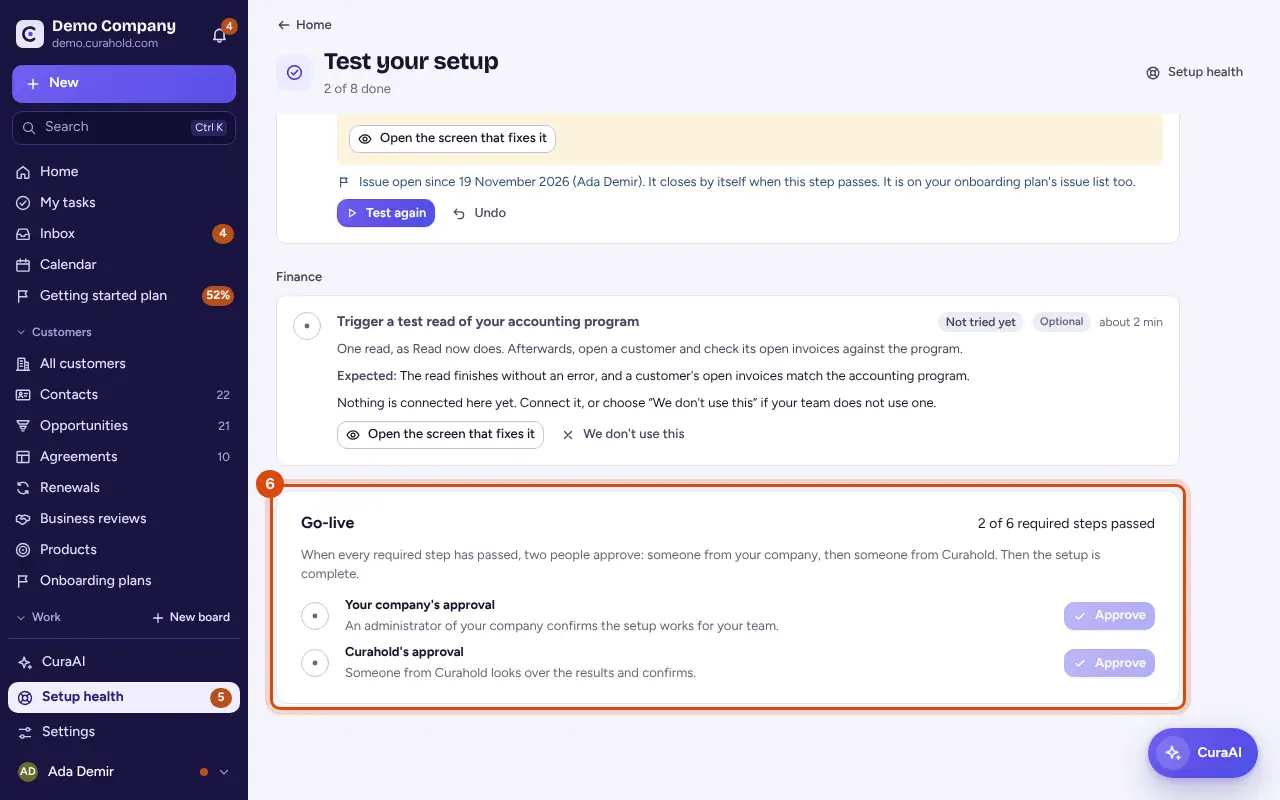 Demo Company
demo.curahold.com
4
New
Search
Ctrl K
Home
My tasks
Inbox
4
Calendar
Getting started plan
52%
Customers
All customers
Contacts
22
Opportunities
21
Agreements
10
Renewals
Business reviews
Products
Onboarding plans
Work
New board
CuraAI
Setup health
5
Settings
AD
Ada Demir
Home
Test your setup
2 of 8 done
Setup health
Open the screen that fixes it
Issue open since 19 November 2026 (Ada Demir). It closes by itself when this step passes. It is on your onboarding plan's issue list too.
Test again
Undo
Finance
Trigger a test read of your accounting program
Not tried yet
Optional
about 2 min
One read, as Read now does. Afterwards, open a customer and check its open invoices against the program.
Expected: The read finishes without an error, and a customer's open invoices match the accounting program.
Nothing is connected here yet. Connect it, or choose “We don't use this” if your team does not use one.
Open the screen that fixes it
We don't use this
6
Go-live
2 of 6 required steps passed
When every required step has passed, two people approve: someone from your company, then someone from Curahold. Then the setup is
complete.
Your company's approval
An administrator of your company confirms the setup works for your team.
Approve
Curahold's approval
Someone from Curahold looks over the results and confirms.
Approve
CuraAI